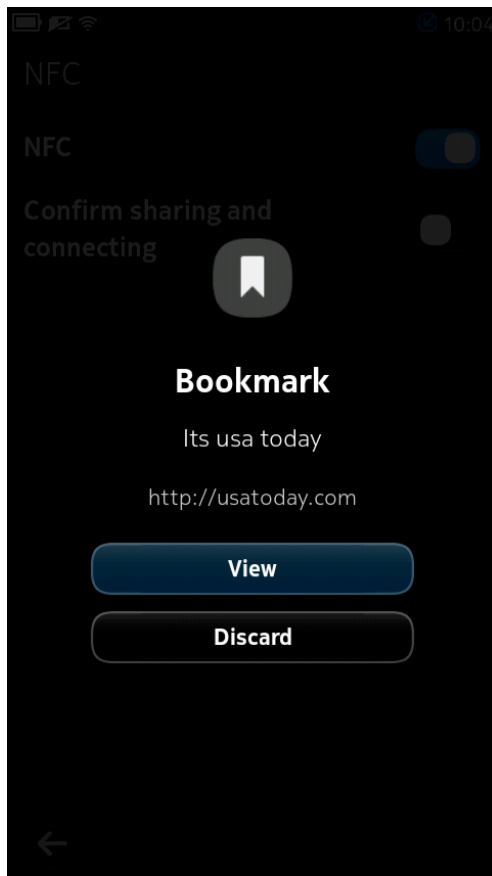 10:04
NFC
NFC
Confirm sharing and
connecting
Bookmark
Its usa today
http://usatoday.com
View
Discard